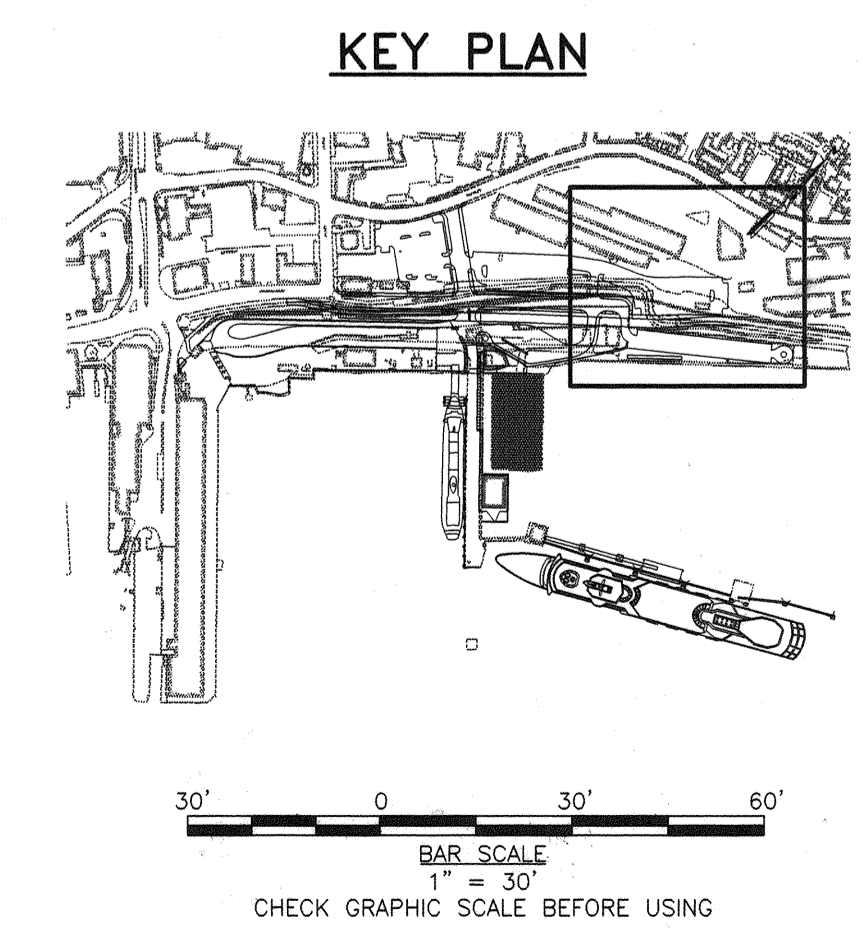 KEY PLAN
30' 0 30' 60'
BAR SCALE
1" = 30'
CHECK GRAPHIC SCALE BEFORE USING